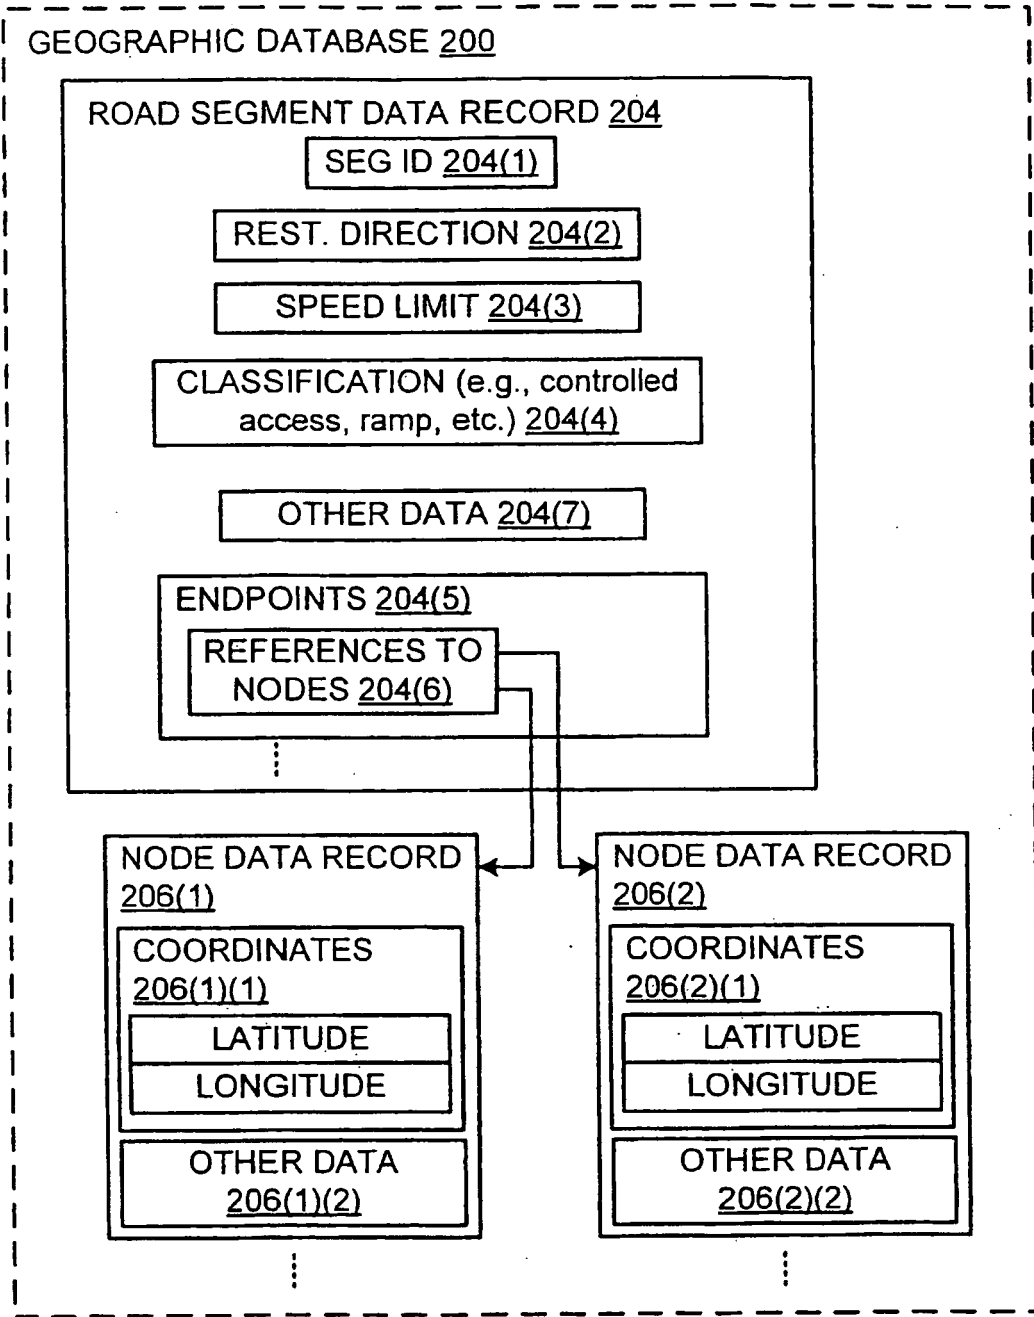 GEOGRAPHIC DATABASE 200
ROAD SEGMENT DATA RECORD 204
SEG ID 204(1)
REST. DIRECTION 204(2)
SPEED LIMIT 204(3)
CLASSIFICATION (e.g., controlled
access, ramp, etc.) 204(4)
OTHER DATA 204(7)
ENDPOINTS 204(5)
REFERENCES TO
NODES 204(6)
NODE DATA RECORD
206(1)
COORDINATES
206(1)(1)
LATITUDE
LONGITUDE
OTHER DATA
206(1)(2)
NODE DATA RECORD
206(2)
COORDINATES
206(2)(1)
LATITUDE
LONGITUDE
OTHER DATA
206(2)(2)